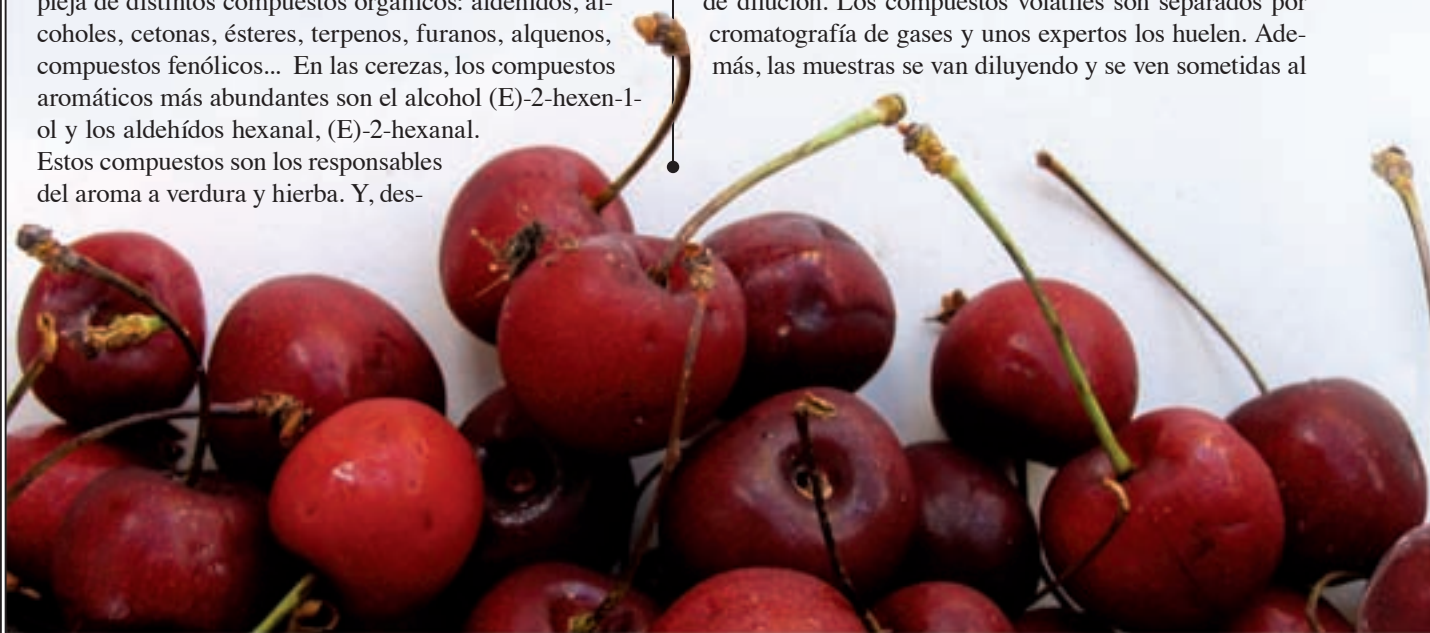 pleja de distintos compuestos orgánicos: aldehídos, al-
coholes, cetonas, ésteres, terpenos, furanos, alquenos,
compuestos fenólicos... En las cerezas, los compuestos
aromáticos más abundantes son el alcohol (E)-2-hexen-1-
ol y los aldehídos hexanal, (E)-2-hexanal.
Estos compuestos son los responsables
del aroma a verdura y hierba. Y, des-
de dilución. Los compuestos volátiles son separados por
cromatografía de gases y unos expertos los huelen. Ade-
más, las muestras se van diluyendo y se ven sometidas al